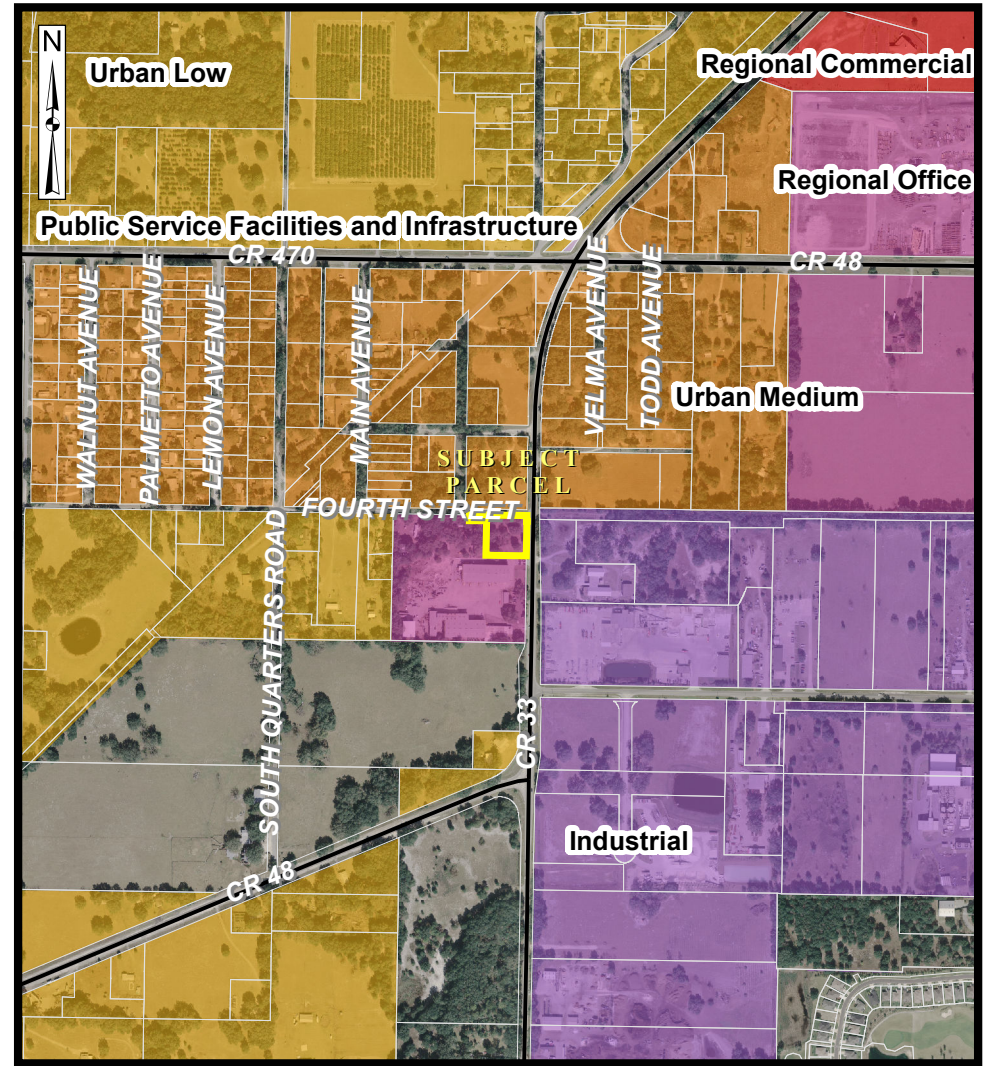 N
Urban Low
Regional Commercial
Regional Office
Public Service Facilities and Infrastructure
CR 470
CR 48
WALNUT AVENUE
PALMETTO AVENUE
LEMON AVENUE
MAIN AVENUE
VELMA AVENUE
TODD AVENUE
Urban Medium
SUBJECT
PARCEL
FOURTH STREET
SOUTH QUARTERS ROAD
CR 33
Industrial
CR 48